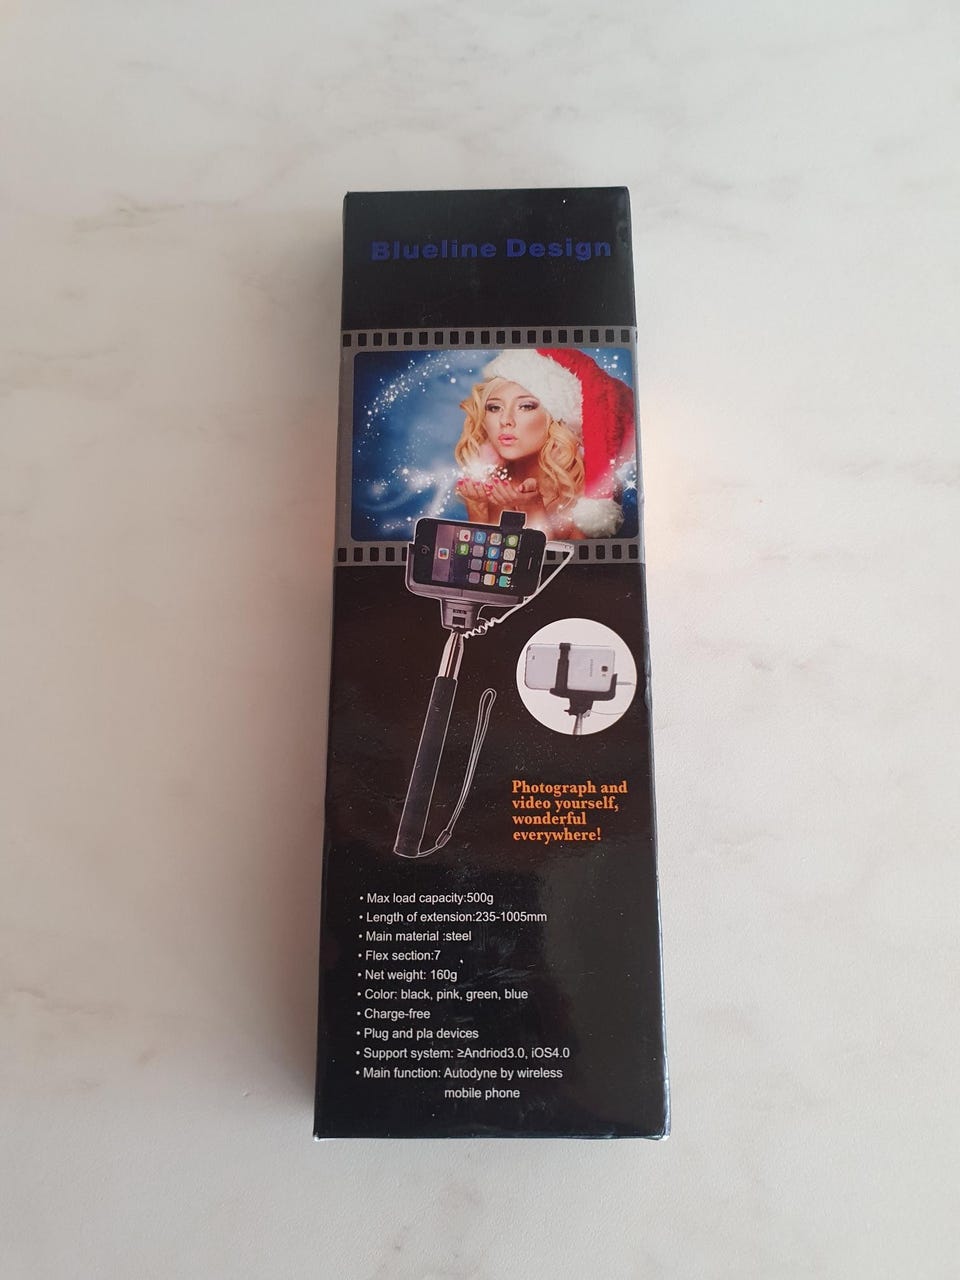 Blueline Design
Photograph and
video yourself,
wonderful
everywhere!
• Max load capacity:500g
• Length of extension:235-1005mm
• Main material :steel
• Flex section:7
• Net weight: 160g
• Color: black, pink, green, blue
• Charge-free
• Plug and pla devices
• Support system: ≥Andriod3.0, iOS4.0
• Main function: Autodyne by wireless
mobile phone